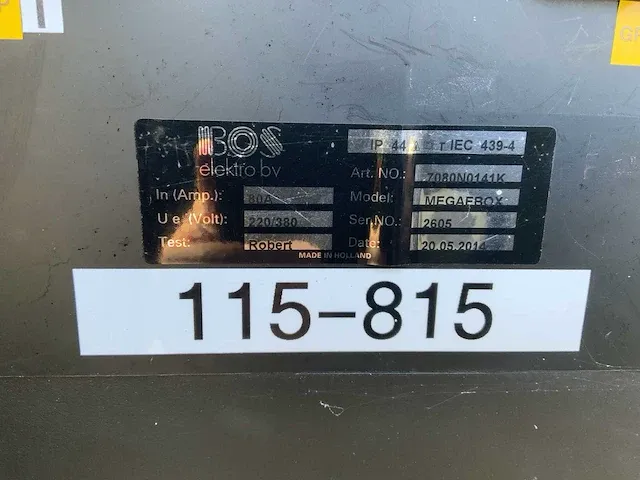 BOS
elektro bv
IP 44 IEC 439-4
Art. NO.: 7080N0141K
In (Amp.): 80A
Model: MEGAEBOX
U e. (Volt): 220/380
Ser NO.: 2605
Test: Robert
Date: 20.05.2014
MADE IN HOLLAND
115-815